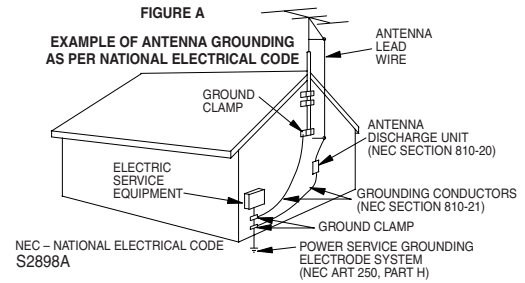 FIGURE A
EXAMPLE OF ANTENNA GROUNDING
AS PER NATIONAL ELECTRICAL CODE
ANTENNA
LEAD
WIRE
GROUND
CLAMP
ANTENNA
DISCHARGE UNIT
(NEC SECTION 810-20)
ELECTRIC
SERVICE
EQUIPMENT
GROUNDING CONDUCTORS
(NEC SECTION 810-21)
GROUND CLAMP
POWER SERVICE GROUNDING
ELECTRODE SYSTEM
(NEC ART 250, PART H)
NEC – NATIONAL ELECTRICAL CODE
S2898A